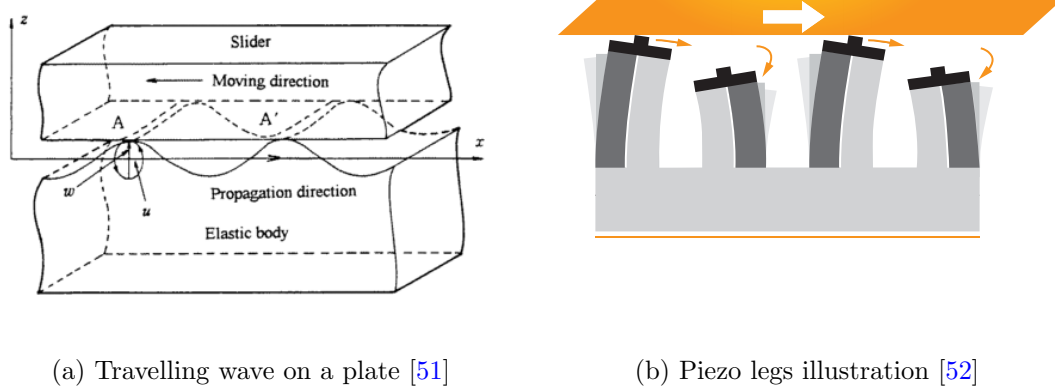 z
Slider
Moving direction
A A′
x
w
u
Propagation direction
Elastic body
(a) Travelling wave on a plate [51]
(b) Piezo legs illustration [52]